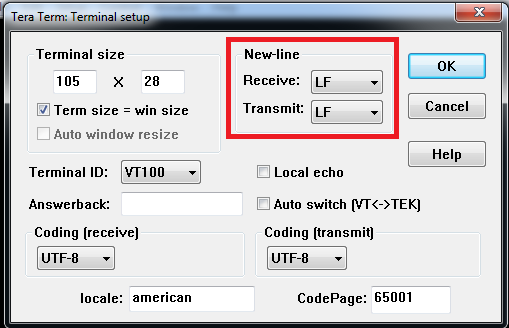 Tera Term: Terminal setup
Terminal size
105 X 28
Term size = win size
Auto window resize
New-line
Receive: LF
Transmit: LF
OK
Cancel
Help
Terminal ID: VT100
Local echo
Answerback:
Auto switch (VT<->TEK)
Coding (receive)
UTF-8
Coding (transmit)
UTF-8
locale: american
CodePage: 65001